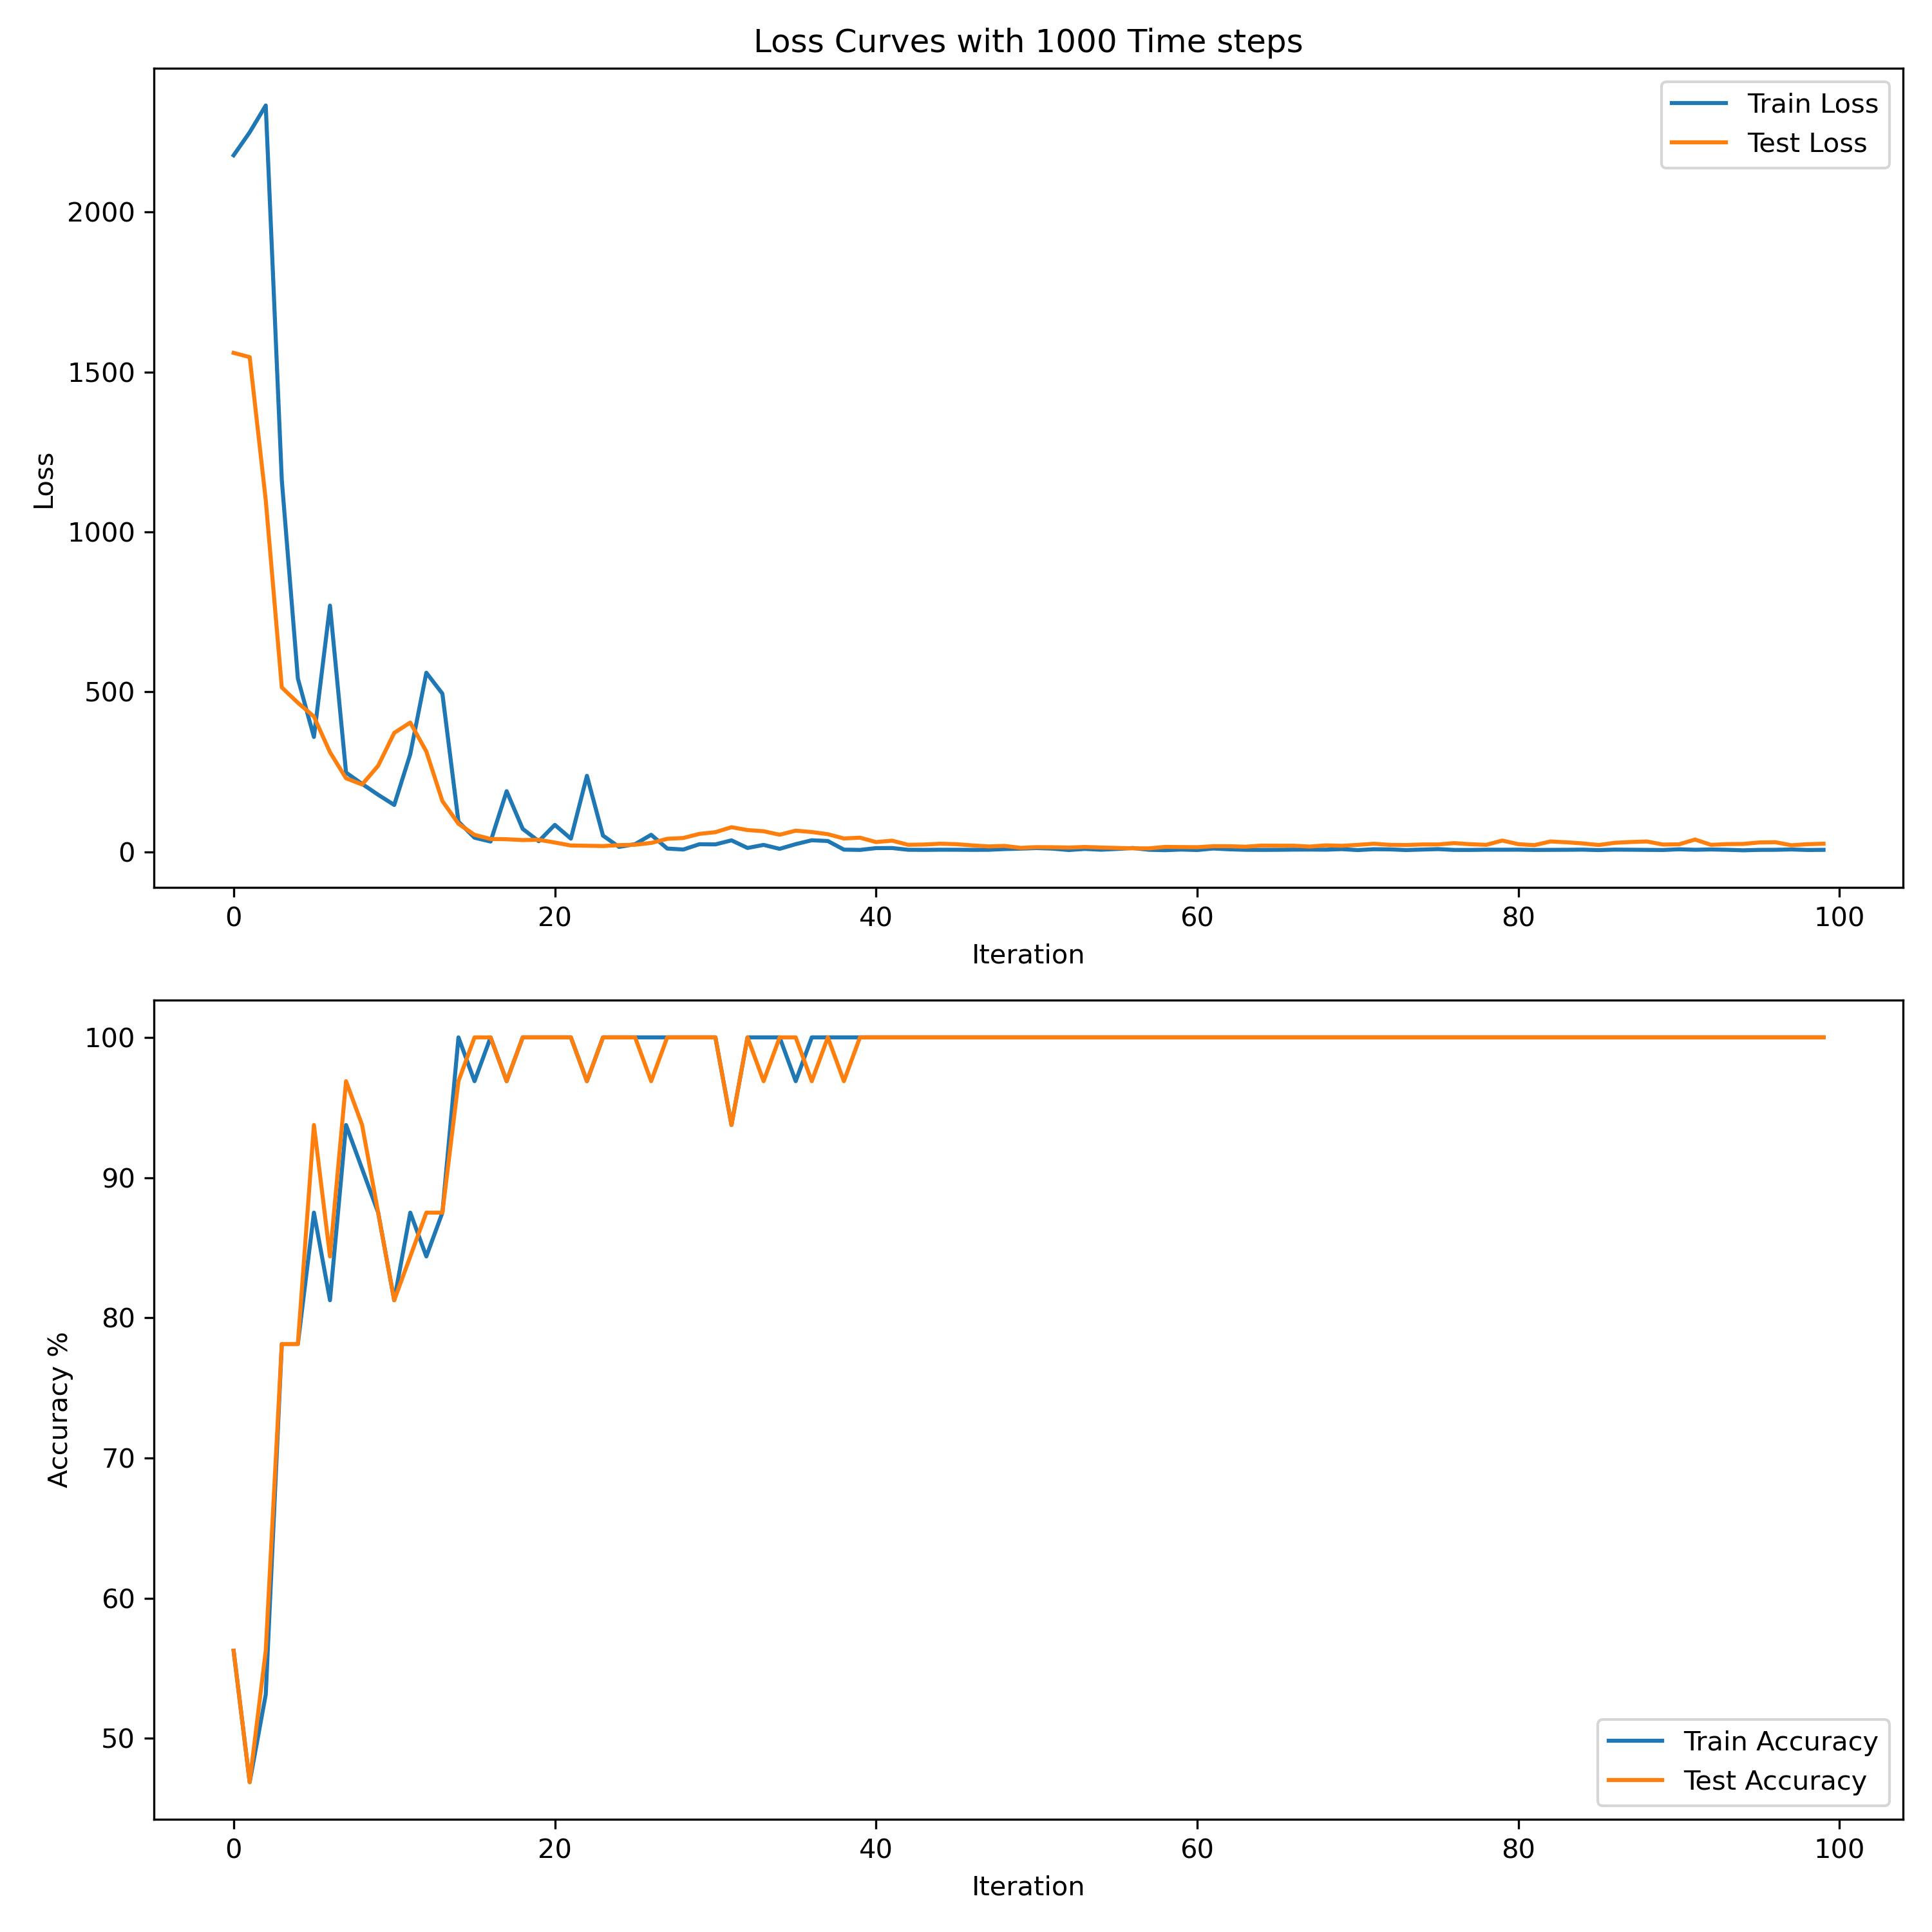 Loss Curves with 1000 Time steps
Train Loss
Test Loss
2000
1500
1000
500
0
Loss
0 20 40 60 80 100
Iteration
100
90
80
70
60
50
Accuracy %
Train Accuracy
Test Accuracy
0 20 40 60 80 100
Iteration